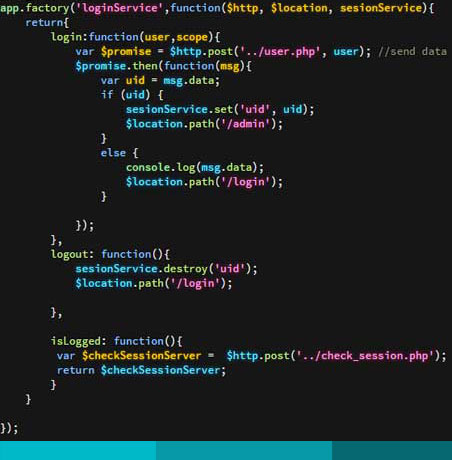 app.factory('loginService',function($http, $location, sesionService){
return{
login:function(user,scope){
var $promise = $http.post('../user.php', user); //send data
$promise.then(function(msg){
var uid = msg.data;
if (uid) {
sesionService.set('uid', uid);
$location.path('/admin');
}
else {
console.log(msg.data);
$location.path('/login');
}
});
},
logout: function(){
sesionService.destroy('uid');
$location.path('/login');
},
isLogged: function(){
var $checkSessionServer =  $http.post('../check_session.php');
return $checkSessionServer;
}
}
});